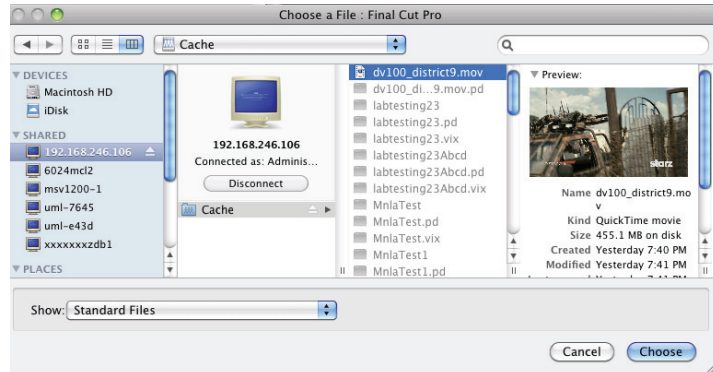 Choose a File : Final Cut Pro
Cache
DEVICES
Macintosh HD
iDisk
SHARED
192.168.246.106
6024mcl2
msv1200-1
uml-7645
uml-e43d
xxxxxxxzdb1
PLACES
192.168.246.106
Connected as: Adminis...
Disconnect
Cache
dv100_district9.mov
dv100_di...9.mov.pd
labtesting23
labtesting23.pd
labtesting23.vix
labtesting23Abcd
labtesting23Abcd.pd
labtesting23Abcd.vix
MnlaTest
MnlaTest.pd
MnlaTest.vix
MnlaTest1
MnlaTest1.pd
Preview:
starz
Name dv100_district9.mo
v
Kind QuickTime movie
Size 455.1 MB on disk
Created Yesterday 7:40 PM
Modified Yesterday 7:41 PM
Show: Standard Files
Cancel
Choose